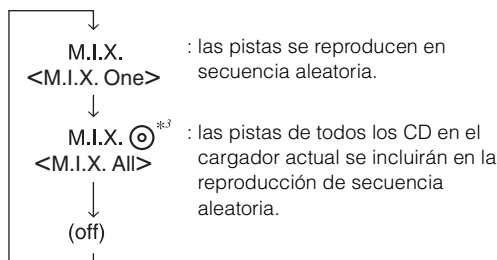 M.I.X. : las pistas se reproducen en
<M.I.X. One> secuencia aleatoria.
M.I.X. *3 : las pistas de todos los CD en el
<M.I.X. All> cargador actual se incluirán en la
reproducción de secuencia
aleatoria.
(off)